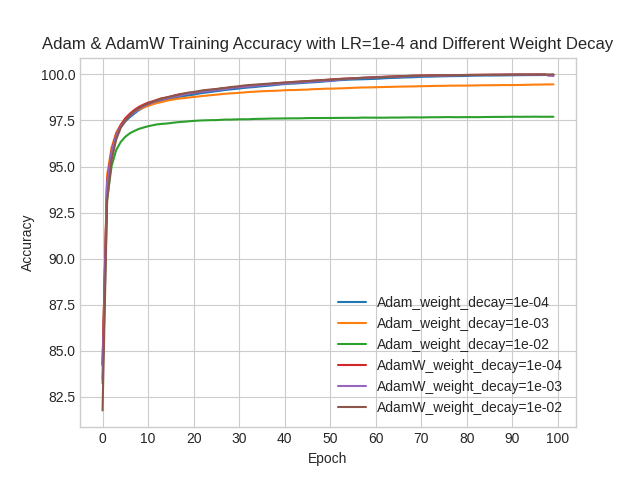 Adam & AdamW Training Accuracy with LR=1e-4 and Different Weight Decay
100.0
97.5
95.0
92.5
90.0
87.5
85.0
82.5
Accuracy
Adam_weight_decay=1e-04
Adam_weight_decay=1e-03
Adam_weight_decay=1e-02
AdamW_weight_decay=1e-04
AdamW_weight_decay=1e-03
AdamW_weight_decay=1e-02
0 10 20 30 40 50 60 70 80 90 100
Epoch